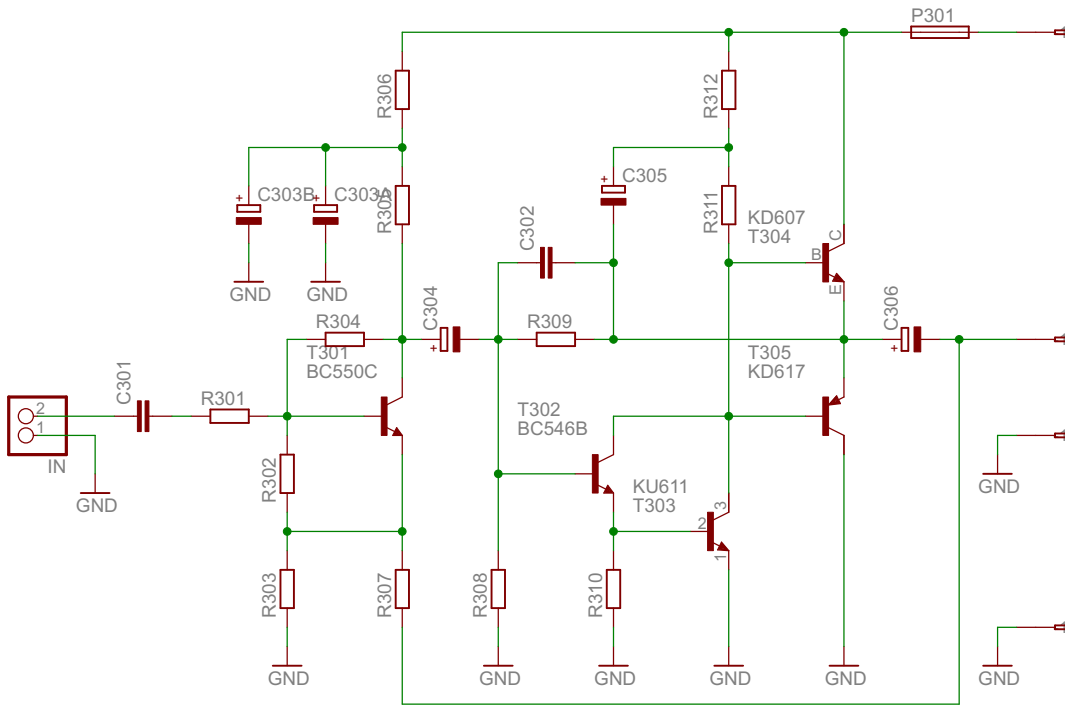 P301
R306
R312
C303B
C303A
R305
C305
R311
KD607
T304
C302
C
B
E
C304
C306
GND
GND
R304
R309
T301
BC550C
T305
KD617
C301
R301
2
1
IN
T302
BC546B
R302
KU611
T303
GND
GND
3
2
1
R303
R307
R308
R310
GND
GND
GND
GND
GND
GND